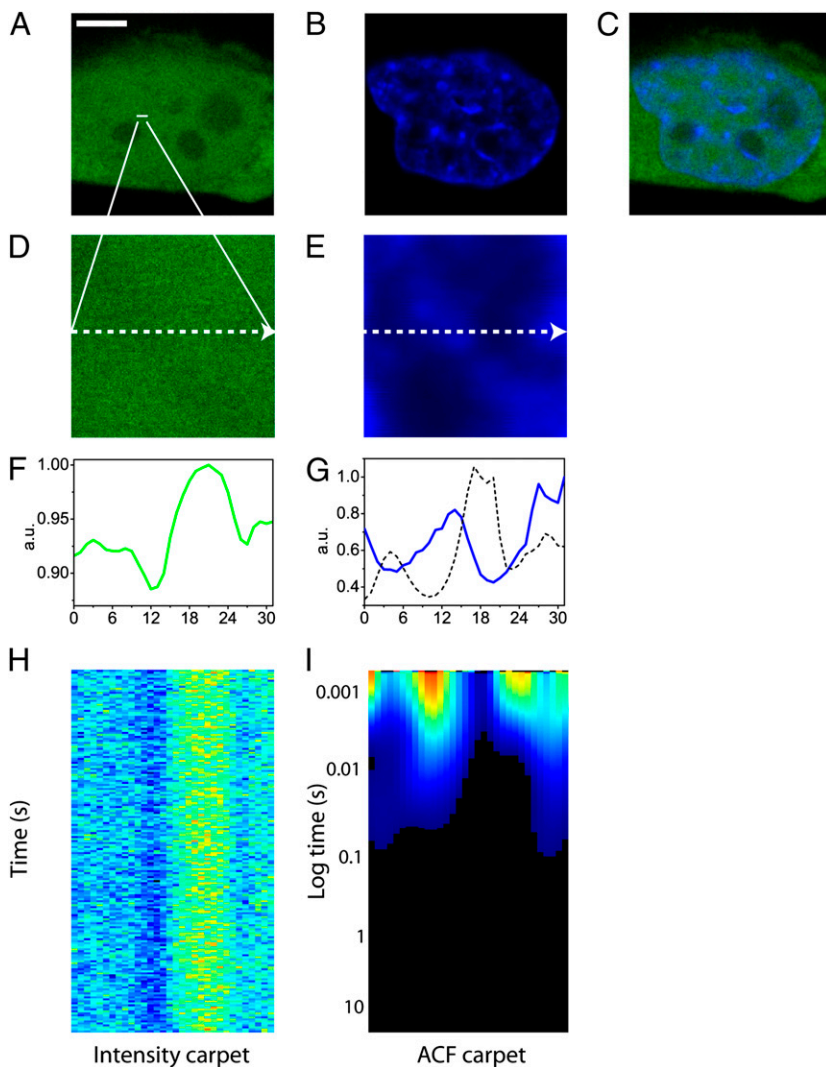 A
B
C
D
E
F
G
1.00
0.95
0.90
a.u.
0 6 12 18 24 30
1.0
0.8
0.6
0.4
a.u.
0 6 12 18 24 30
H
I
Time (s)
Log time (s)
0.001
0.01
0.1
1
10
Intensity carpet
ACF carpet